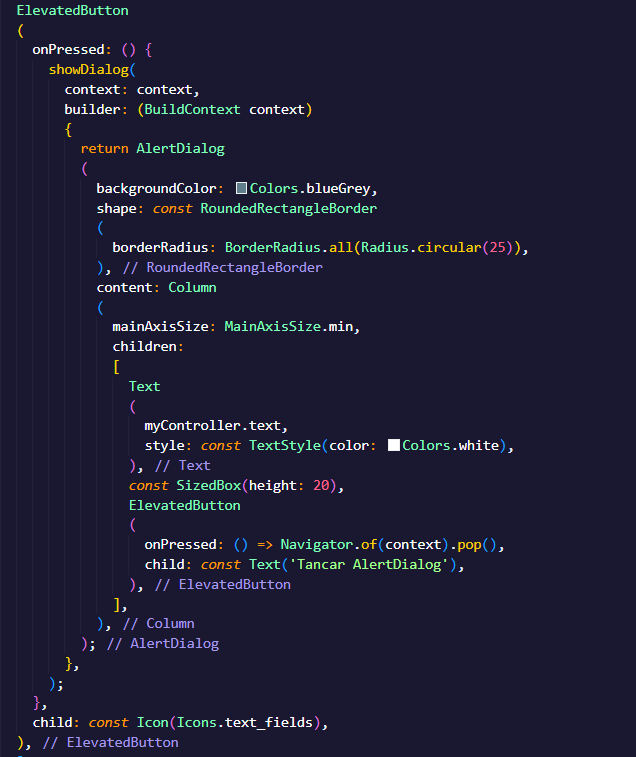 ElevatedButton
(
onPressed: () {
showDialog(
context: context,
builder: (BuildContext context)
{
return AlertDialog
(
backgroundColor: Colors.blueGrey,
shape: const RoundedRectangleBorder
(
borderRadius: BorderRadius.all(Radius.circular(25)),
), // RoundedRectangleBorder
content: Column
(
mainAxisSize: MainAxisSize.min,
children:
[
Text
(
myController.text,
style: const TextStyle(color: Colors.white),
), // Text
const SizedBox(height: 20),
ElevatedButton
(
onPressed: () => Navigator.of(context).pop(),
child: const Text('Tancar AlertDialog'),
), // ElevatedButton
],
), // Column
); // AlertDialog
},
);
},
child: const Icon(Icons.text_fields),
), // ElevatedButton